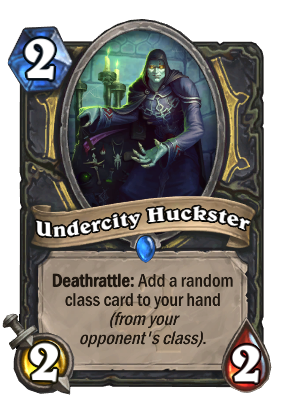 2
Undercity Huckster
Deathrattle: Add a random
class card to your hand
(from your
opponent's class).
2
2